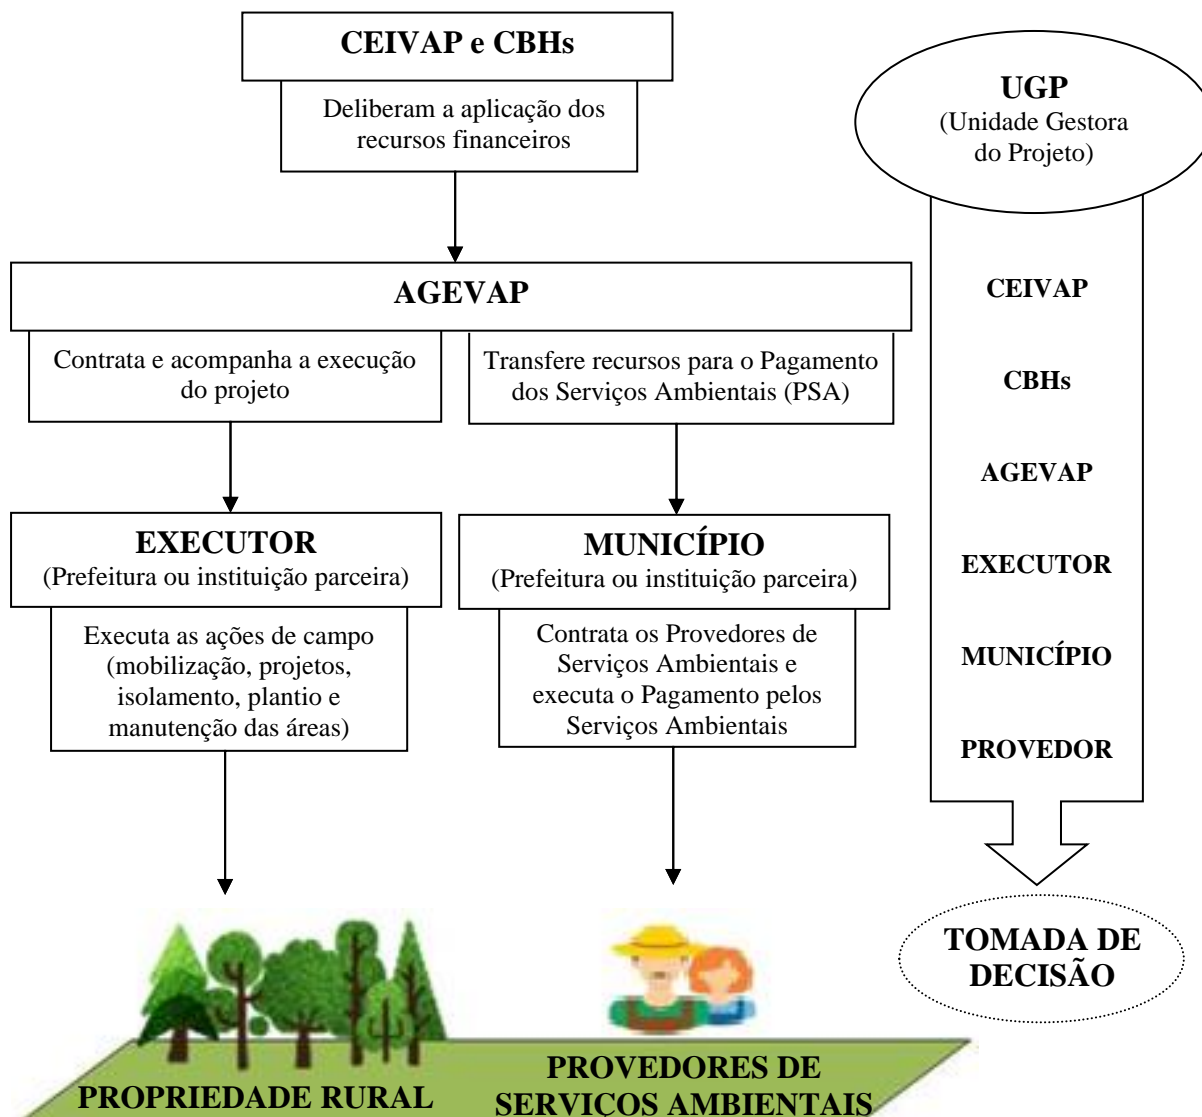 CEIVAP e CBHs
Deliberam a aplicação dos
recursos financeiros
AGEVAP
Contrata e acompanha a execução
do projeto
Transfere recursos para o Pagamento
dos Serviços Ambientais (PSA)
EXECUTOR
(Prefeitura ou instituição parceira)
Executa as ações de campo
(mobilização, projetos,
isolamento, plantio e
manutenção das áreas)
MUNICÍPIO
(Prefeitura ou instituição parceira)
Contrata os Provedores de
Serviços Ambientais e
executa o Pagamento pelos
Serviços Ambientais
PROPRIEDADE RURAL
PROVEDORES DE
SERVIÇOS AMBIENTAIS
UGP
(Unidade Gestora
do Projeto)
CEIVAP
CBHs
AGEVAP
EXECUTOR
MUNICÍPIO
PROVEDOR
TOMADA DE
DECISÃO